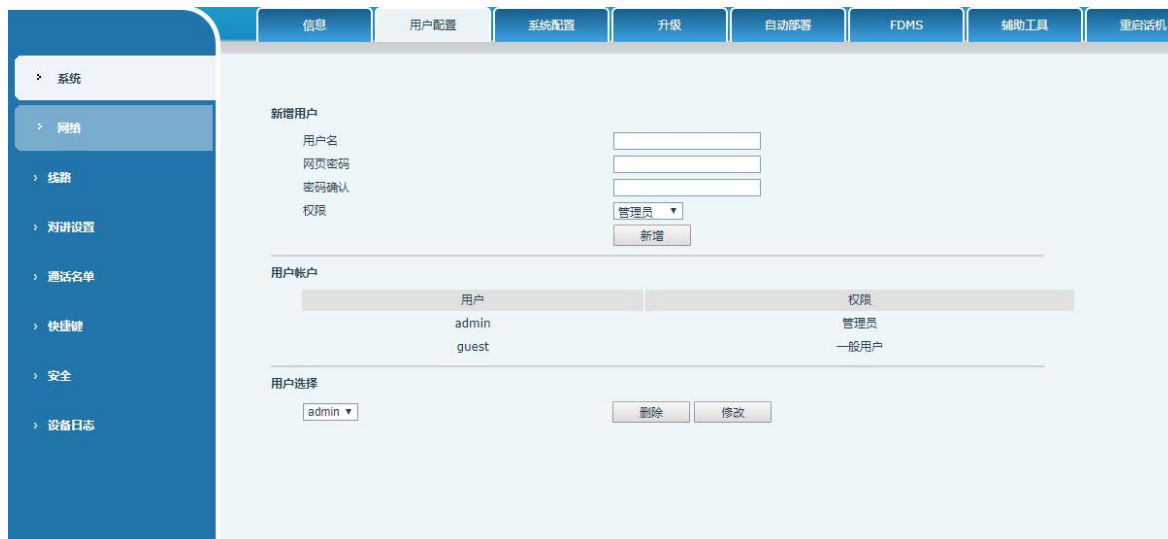 信息 用户配置 系统配置 升级 自动部署 FDMS 辅助工具 重启话机
系统
网络
线路
对讲设置
通话名单
快捷键
安全
设备日志
新增用户
用户名
网页密码
密码确认
权限 管理员
新增
用户帐户
用户 权限
admin 管理员
guest 一般用户
用户选择
admin 删除 修改